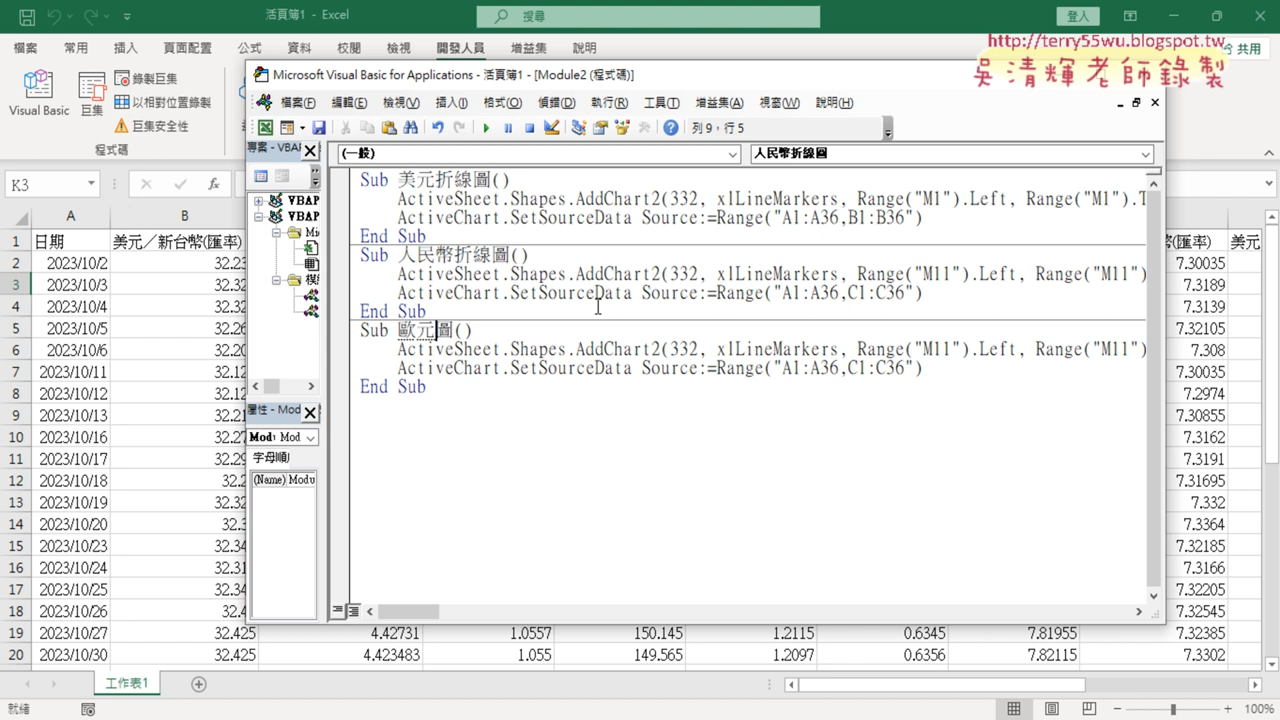 活頁簿1 - Excel
搜尋
登入
檔案 常用 插入 頁面配置 公式 資料 校閱 檢視 開發人員 增益集 說明
共用
http://terry55wu.blogspot.tw
吳清輝老師錄製
Visual Basic
巨集
錄製巨集
以相對位置錄製
巨集安全性
程式碼
Microsoft Visual Basic for Applications - 活頁簿1 - [Module2 (程式碼)]
檔案(F) 編輯(E) 檢視(V) 插入(I) 格式(O) 偵錯(D) 執行(R) 工具(T) 增益集(A) 視窗(W) 說明(H)
列 9，行 5
專案 - VBAP
(一般)
人民幣折線圖
VBAP
VBAP
Mi
模
屬性 - Mod
Mod Mod
字母順
(Name) Modu
Sub 美元折線圖()
ActiveSheet.Shapes.AddChart2(332, xlLineMarkers, Range("M1").Left, Range("M1").T
ActiveChart.SetSourceData Source:=Range("A1:A36,B1:B36")
End Sub
Sub 人民幣折線圖()
ActiveSheet.Shapes.AddChart2(332, xlLineMarkers, Range("M11").Left, Range("M11")
ActiveChart.SetSourceData Source:=Range("A1:A36,C1:C36")
End Sub
Sub 歐元圖()
ActiveSheet.Shapes.AddChart2(332, xlLineMarkers, Range("M11").Left, Range("M11")
ActiveChart.SetSourceData Source:=Range("A1:A36,C1:C36")
End Sub
K3
fx
A B
1 日期 美元／新台幣(匯率) 幣(匯率) 美元
2 2023/10/2 32.23 7.30035
3 2023/10/3 32.32 7.3189
4 2023/10/4 32.30 7.3139
5 2023/10/5 32.26 7.32105
6 2023/10/6 32.20 7.308
7 2023/10/11 32.12 7.30035
8 2023/10/12 32.12 7.2974
9 2023/10/13 32.21 7.30855
10 2023/10/16 32.27 7.3162
11 2023/10/17 32.29 7.3191
12 2023/10/18 32.2 7.31695
13 2023/10/19 32.32 7.332
14 2023/10/20 32.3 7.3364
15 2023/10/23 32.34 7.32185
16 2023/10/24 32.31 7.3166
17 2023/10/25 32.34 7.32205
18 2023/10/26 32.4 7.32545
19 2023/10/27 32.425 4.42731 1.0557 150.145 1.2115 0.6345 7.81955 7.32385
20 2023/10/30 32.425 4.423483 1.055 149.565 1.2097 0.6356 7.82115 7.3302
工作表1
就緒
100%